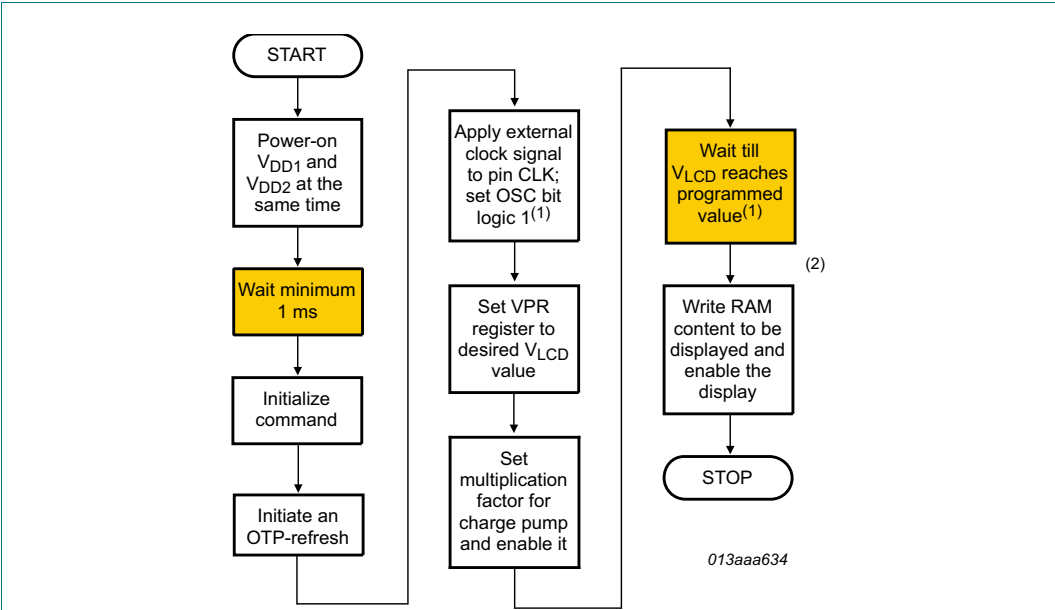 START
Power-on
VDD1 and
VDD2 at the
same time
Wait minimum
1 ms
Initialize
command
Initiate an
OTP-refresh
Apply external
clock signal
to pin CLK;
set OSC bit
logic 1(1)
Set VPR
register to
desired VLCD
value
Set
multiplication
factor for
charge pump
and enable it
Wait till
VLCD reaches
programmed
value(1)
(2)
Write RAM
content to be
displayed and
enable the
display
STOP
013aaa634